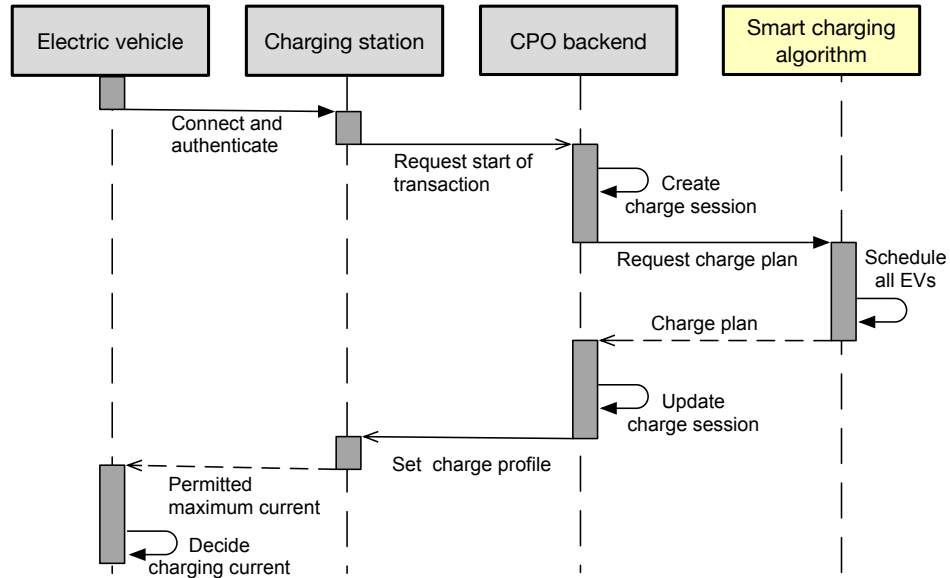 Electric vehicle
Charging station
CPO backend
Smart charging
algorithm
Connect and
authenticate
Request start of
transaction
Create
charge session
Request charge plan
Schedule
all EVs
Charge plan
Update
charge session
Set charge profile
Permitted
maximum current
Decide
charging current